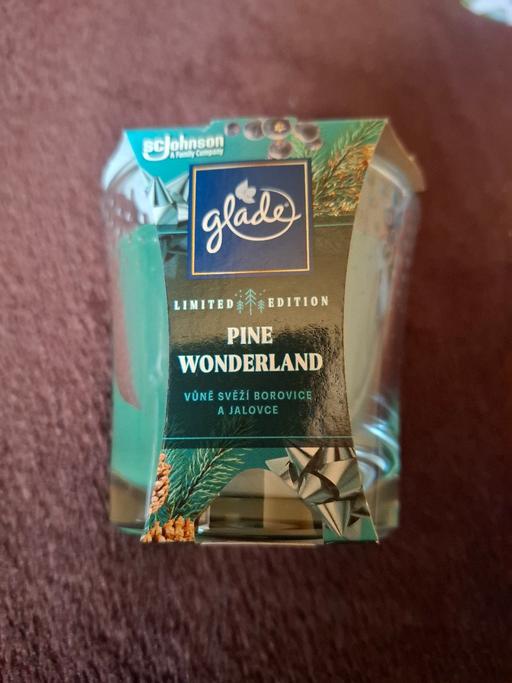 SCJohnson
A Family Company
glade
LIMITED EDITION
PINE
WONDERLAND
VŮNĚ SVĚŽÍ BOROVICE
A JALOVCE